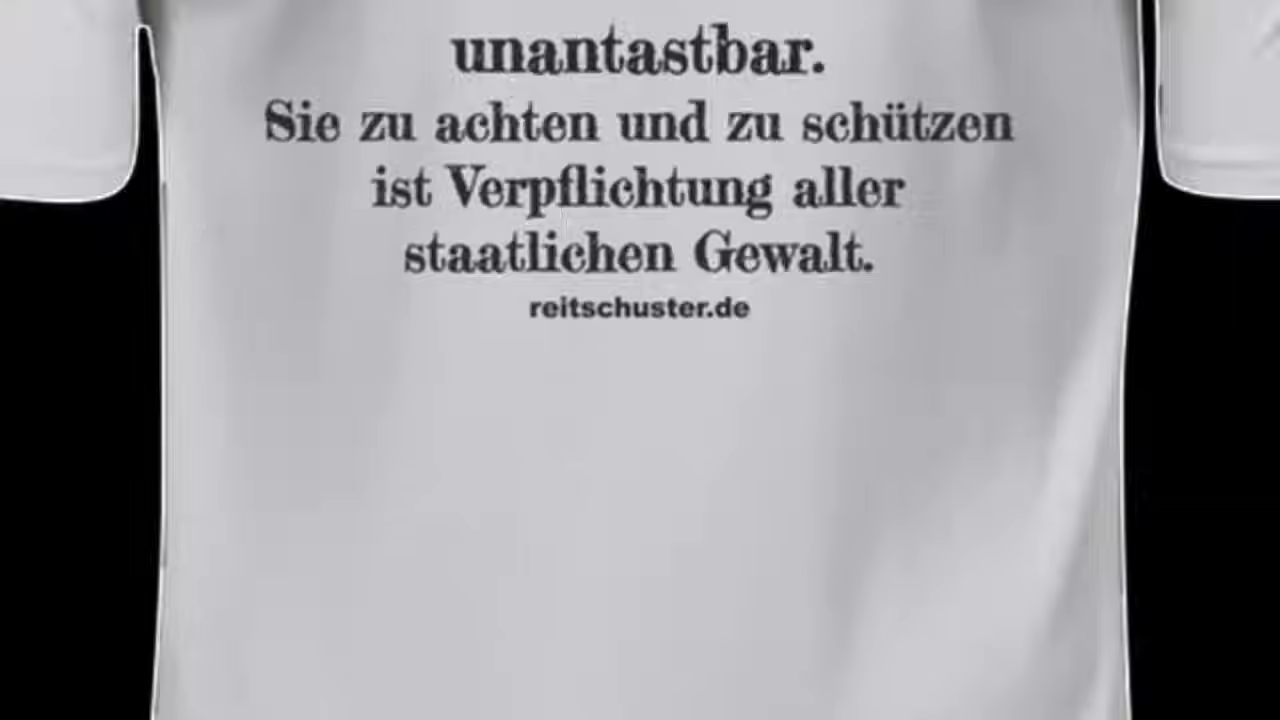 unantastbar.
Sie zu achten und zu schützen
ist Verpflichtung aller
staatlichen Gewalt.
reitschuster.de